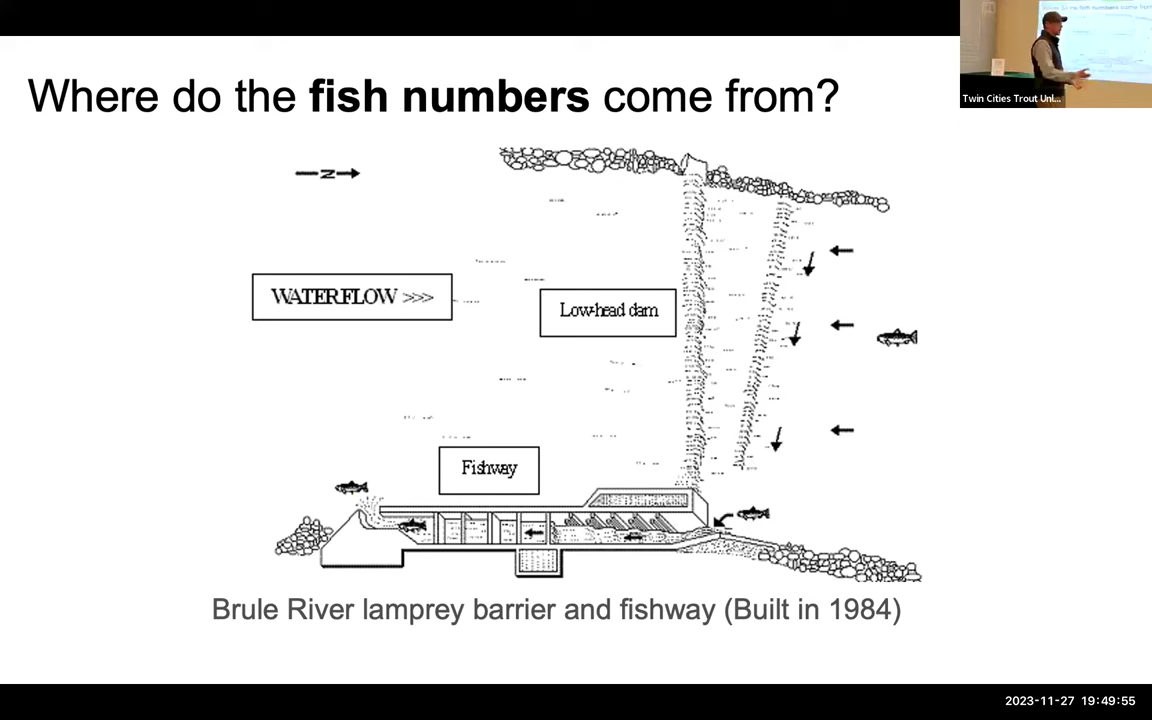 Where do the fish numbers come from?
Twin Cities Trout Unl...
N
WATERFLOW >>>
Low-head dam
Fishway
Brule River lamprey barrier and fishway (Built in 1984)
2023-11-27 19:49:55